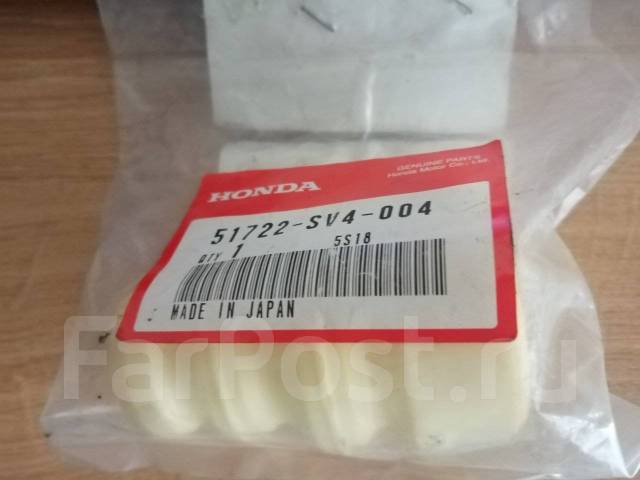 GENUINE PARTS
Honda Motor Co., Ltd.
HONDA
51722-SV4-004
QTY 1 5S18
MADE IN JAPAN
FarPost.ru